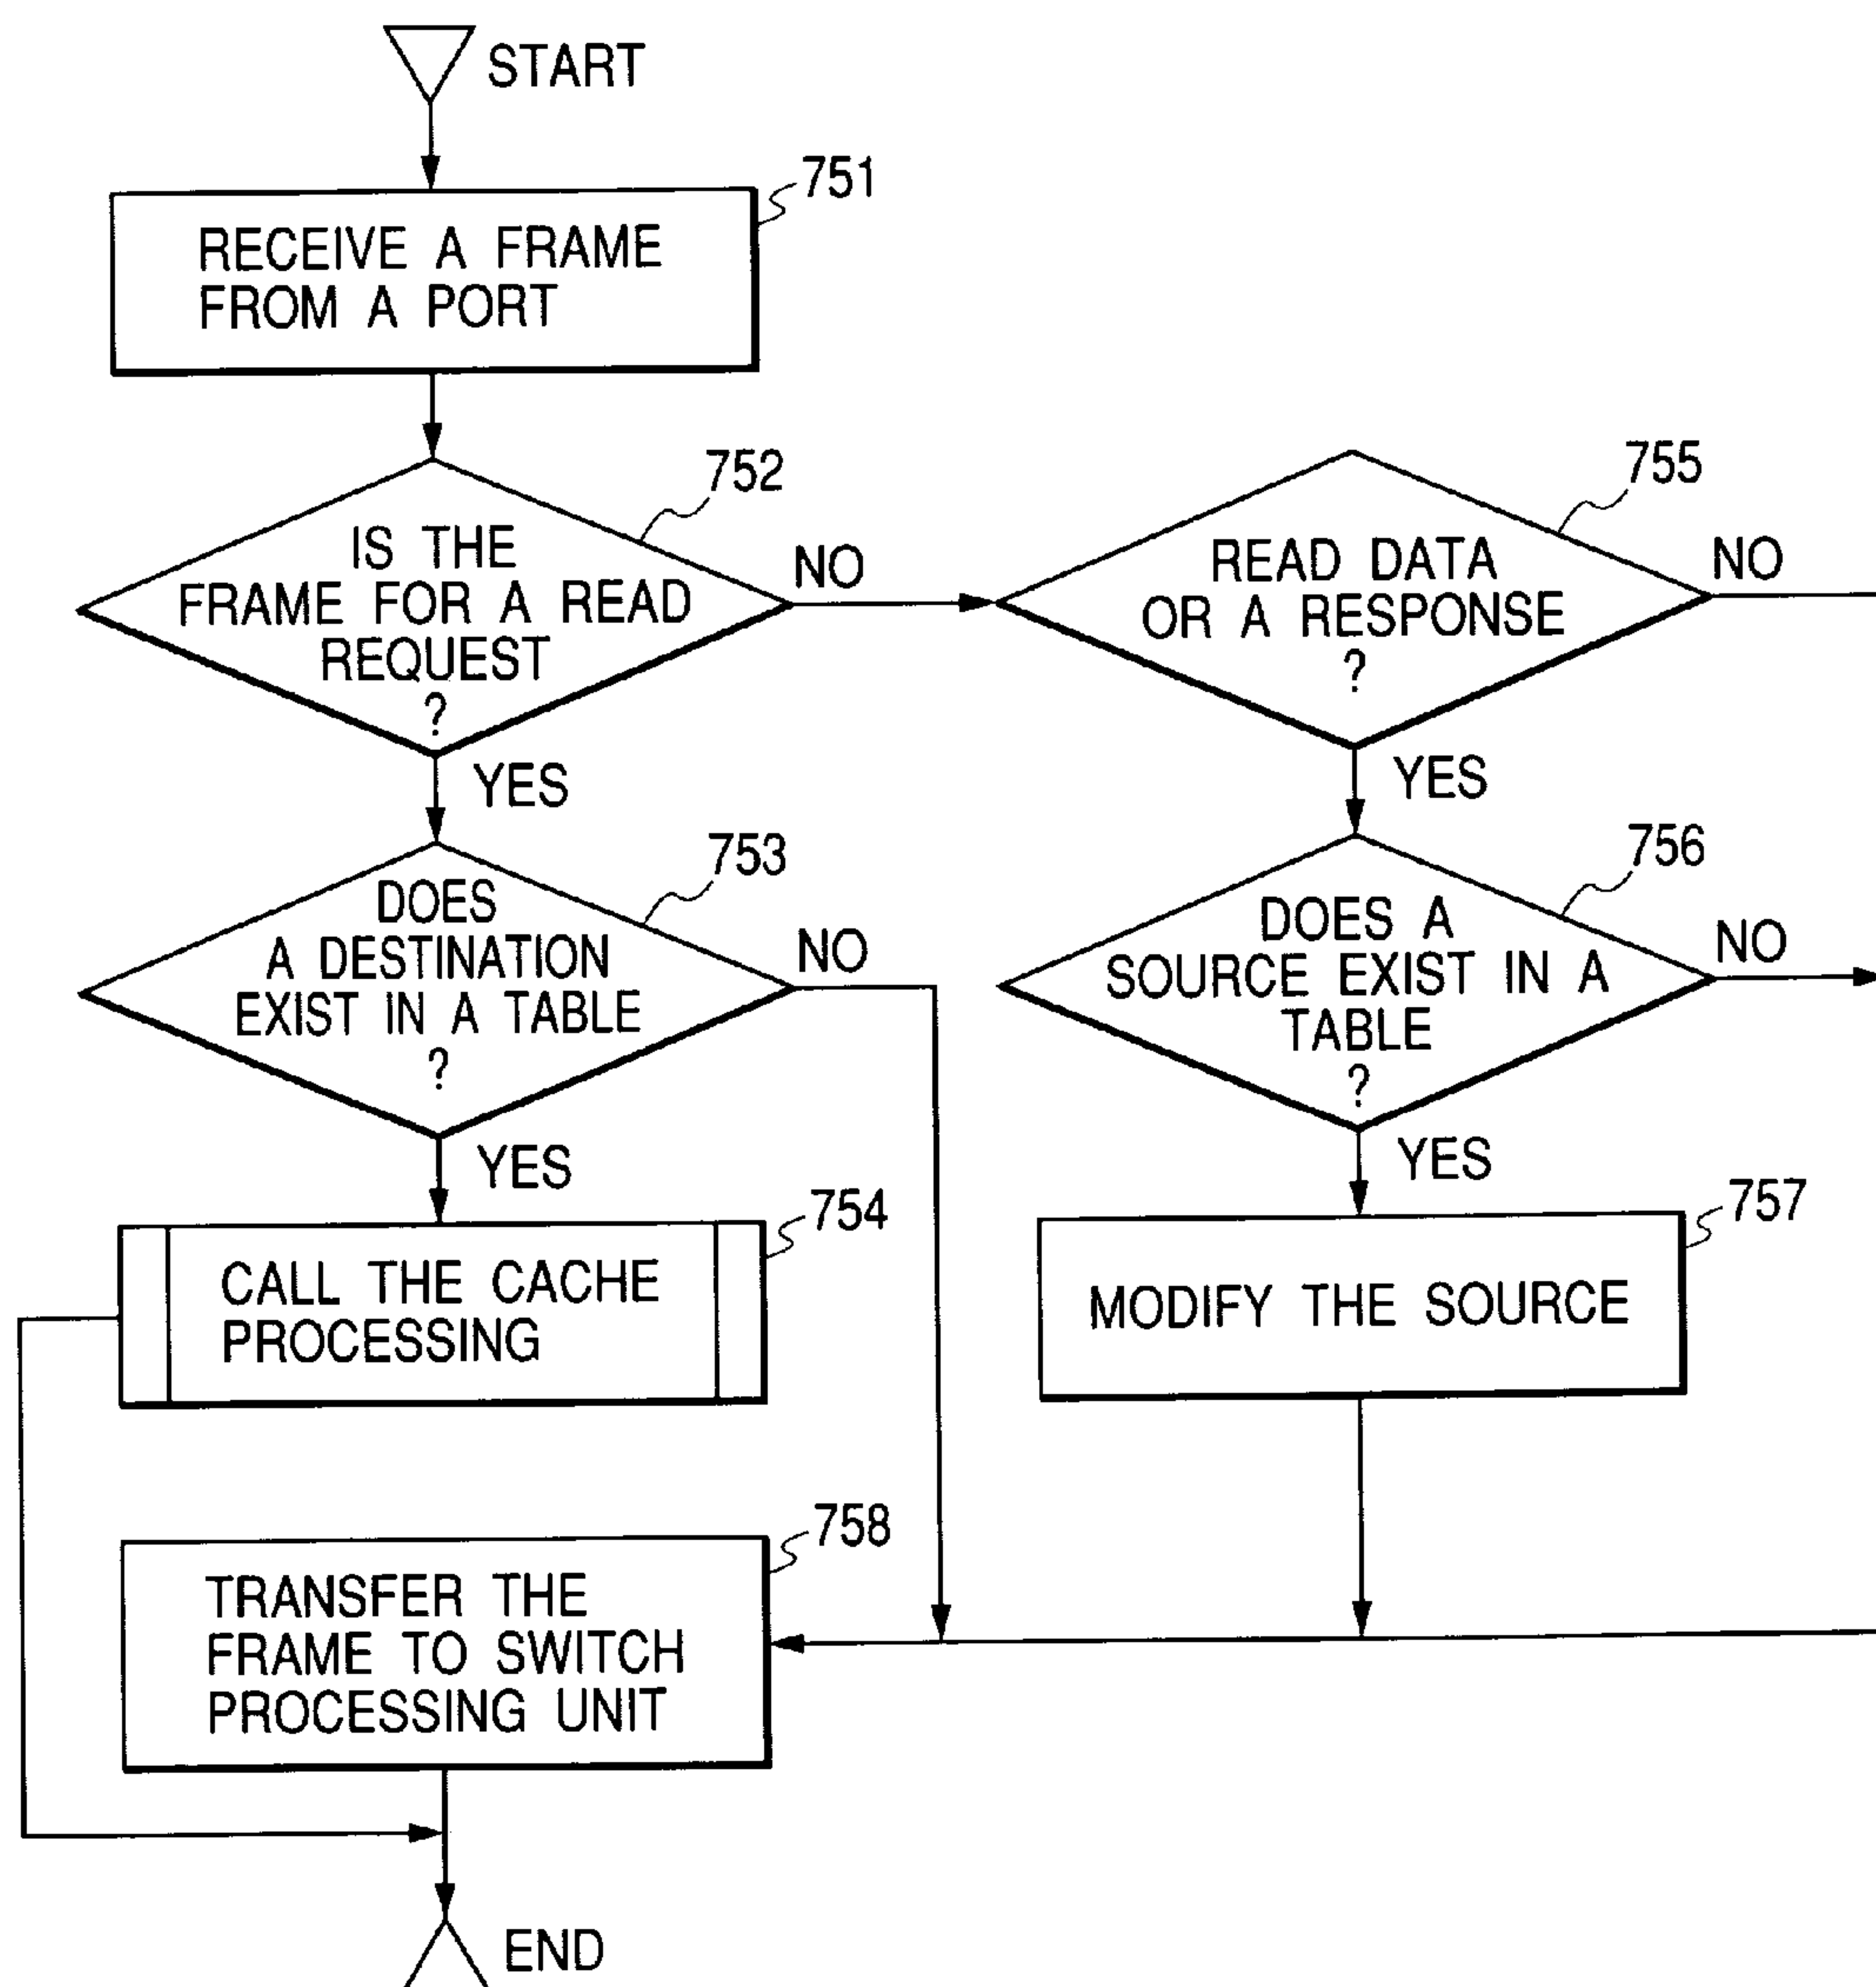 START
751
RECEIVE A FRAME
FROM A PORT
752
IS THE
FRAME FOR A READ
REQUEST
?
NO
YES
755
READ DATA
OR A RESPONSE
?
NO
YES
753
DOES
A DESTINATION
EXIST IN A TABLE
?
NO
YES
756
DOES A
SOURCE EXIST IN A
TABLE
?
NO
YES
754
CALL THE CACHE
PROCESSING
757
MODIFY THE SOURCE
758
TRANSFER THE
FRAME TO SWITCH
PROCESSING UNIT
END